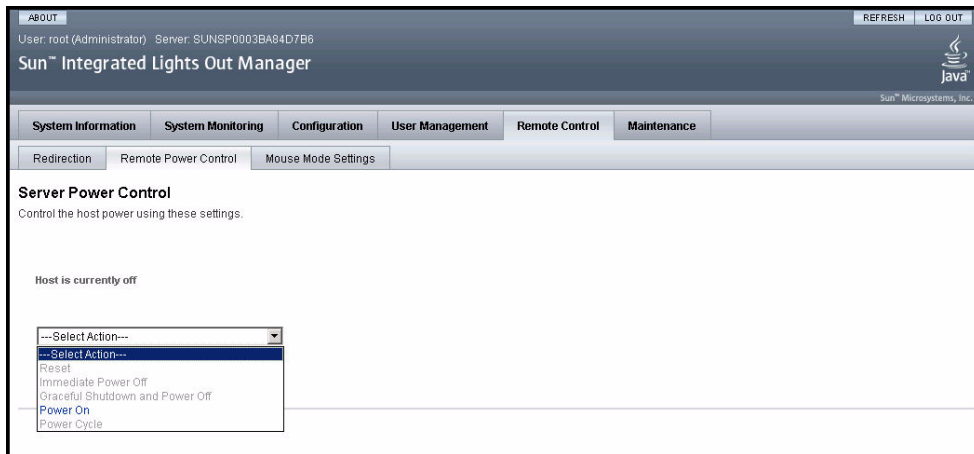 ABOUT
REFRESH LOG OUT
User: root (Administrator) Server: SUNSP0003BA84D7B6
Sun™ Integrated Lights Out Manager
Java™
Sun™ Microsystems, Inc.
System Information System Monitoring Configuration User Management Remote Control Maintenance
Redirection Remote Power Control Mouse Mode Settings
Server Power Control
Control the host power using these settings.
Host is currently off
---Select Action---
---Select Action---
Reset
Immediate Power Off
Graceful Shutdown and Power Off
Power On
Power Cycle